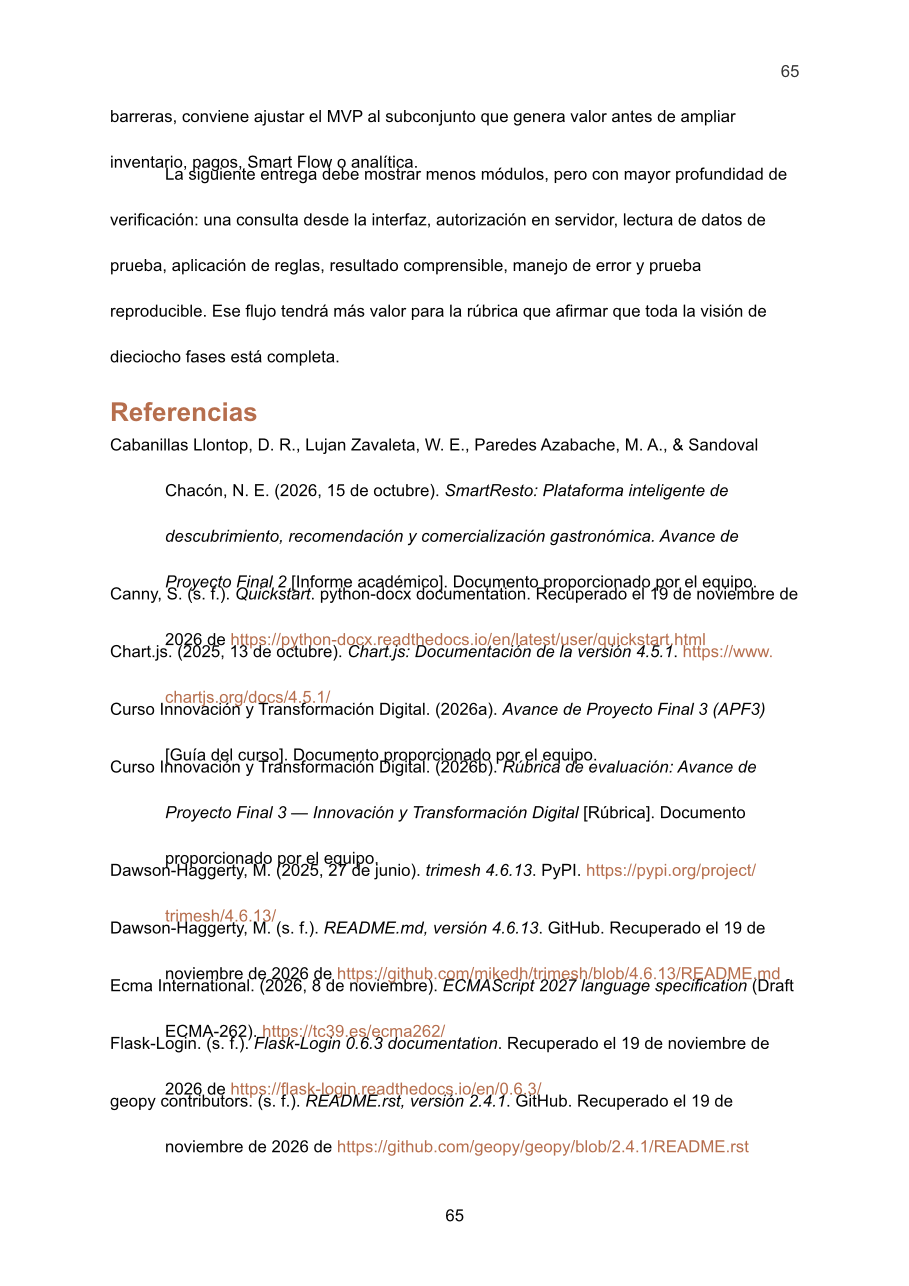 65
barreras, conviene ajustar el MVP al subconjunto que genera valor antes de ampliar
inventario, pagos, Smart Flow o analítica.
La siguiente entrega debe mostrar menos módulos, pero con mayor profundidad de
verificación: una consulta desde la interfaz, autorización en servidor, lectura de datos de
prueba, aplicación de reglas, resultado comprensible, manejo de error y prueba
reproducible. Ese flujo tendrá más valor para la rúbrica que afirmar que toda la visión de
dieciocho fases está completa.
Referencias
Cabanillas Llontop, D. R., Lujan Zavaleta, W. E., Paredes Azabache, M. A., & Sandoval
Chacón, N. E. (2026, 15 de octubre). SmartResto: Plataforma inteligente de
descubrimiento, recomendación y comercialización gastronómica. Avance de
Proyecto Final 2 [Informe académico]. Documento proporcionado por el equipo.
Canny, S. (s. f.). Quickstart. python-docx documentation. Recuperado el 19 de noviembre de
2026 de https://python-docx.readthedocs.io/en/latest/user/quickstart.html
Chart.js. (2025, 13 de octubre). Chart.js: Documentación de la versión 4.5.1. https://www.
chartjs.org/docs/4.5.1/
Curso Innovación y Transformación Digital. (2026a). Avance de Proyecto Final 3 (APF3)
[Guía del curso]. Documento proporcionado por el equipo.
Curso Innovación y Transformación Digital. (2026b). Rúbrica de evaluación: Avance de
Proyecto Final 3 — Innovación y Transformación Digital [Rúbrica]. Documento
proporcionado por el equipo.
Dawson-Haggerty, M. (2025, 27 de junio). trimesh 4.6.13. PyPI. https://pypi.org/project/
trimesh/4.6.13/
Dawson-Haggerty, M. (s. f.). README.md, versión 4.6.13. GitHub. Recuperado el 19 de
noviembre de 2026 de https://github.com/mikedh/trimesh/blob/4.6.13/README.md
Ecma International. (2026, 8 de noviembre). ECMAScript 2027 language specification (Draft
ECMA-262). https://tc39.es/ecma262/
Flask-Login. (s. f.). Flask-Login 0.6.3 documentation. Recuperado el 19 de noviembre de
2026 de https://flask-login.readthedocs.io/en/0.6.3/
geopy contributors. (s. f.). README.rst, versión 2.4.1. GitHub. Recuperado el 19 de
noviembre de 2026 de https://github.com/geopy/geopy/blob/2.4.1/README.rst
65